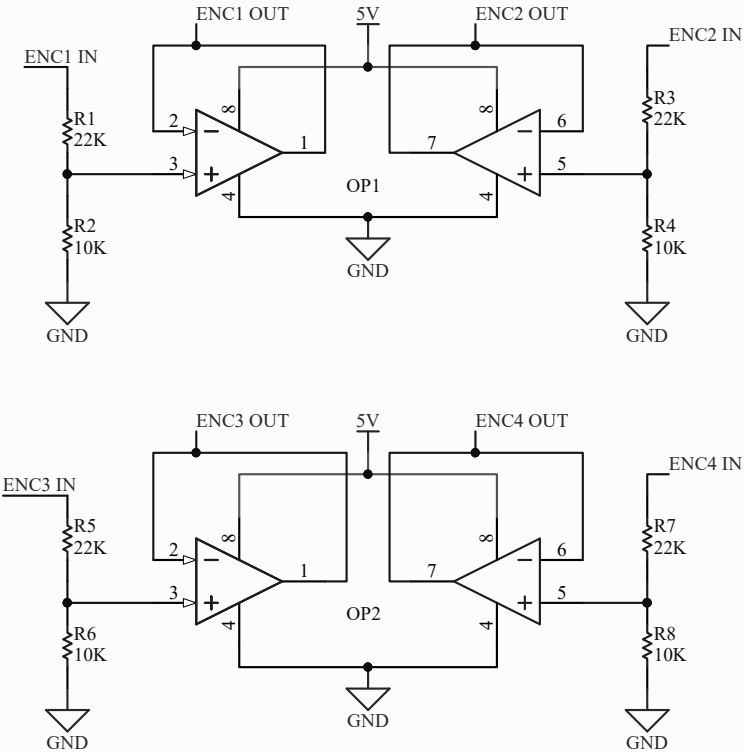 ENC1 OUT
5V
ENC2 OUT
ENC1 IN
ENC2 IN
8
8
R1
22K
2
1
7
6
R3
22K
3
5
4
OP1
4
R2
10K
R4
10K
GND
GND
GND
ENC3 OUT
5V
ENC4 OUT
ENC3 IN
ENC4 IN
8
8
R5
22K
2
1
7
6
R7
22K
3
5
4
OP2
4
R6
10K
R8
10K
GND
GND
GND